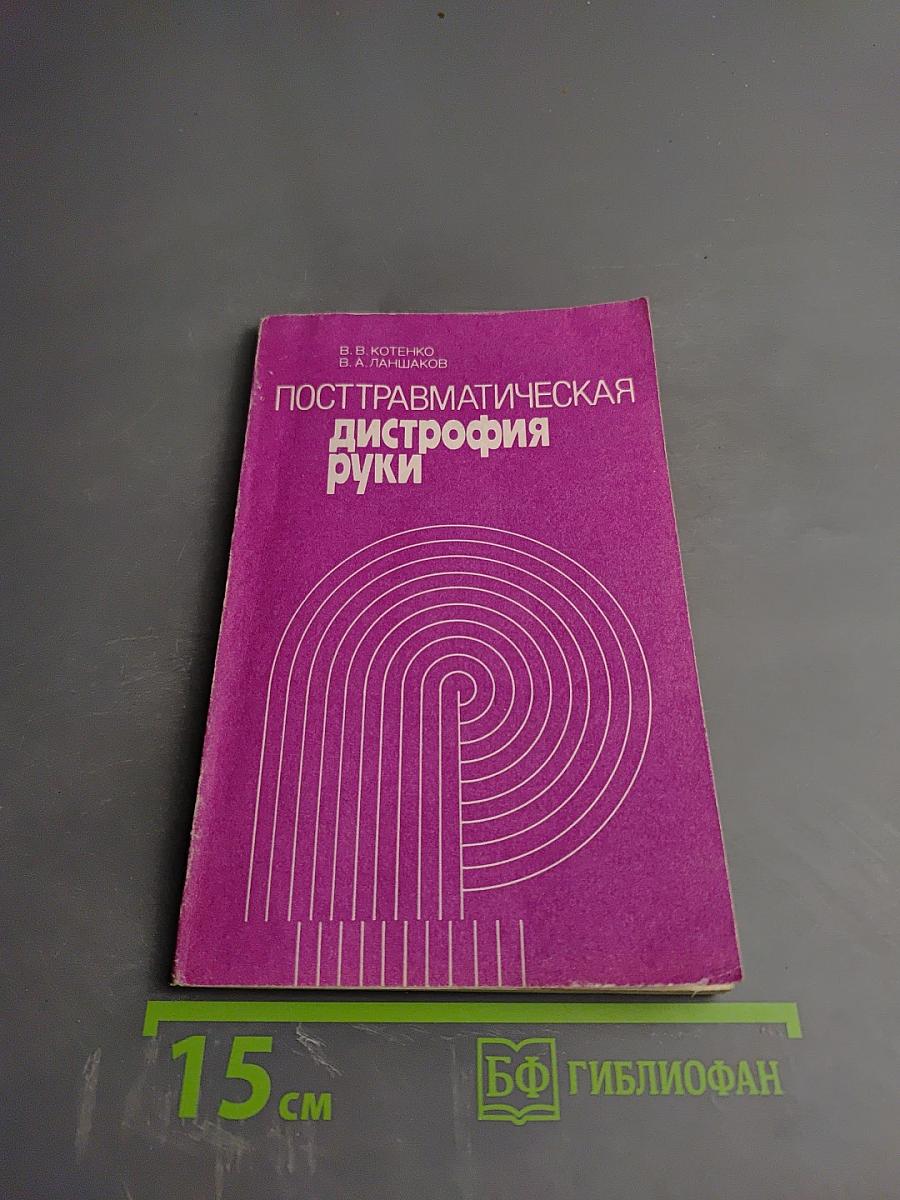 В. В. КОТЕНКО
В. А. ЛАНШАКОВ
ПОСТТРАВМАТИЧЕСКАЯ
дистрофия
руки
15 см
БФ ГИБЛИОФАН